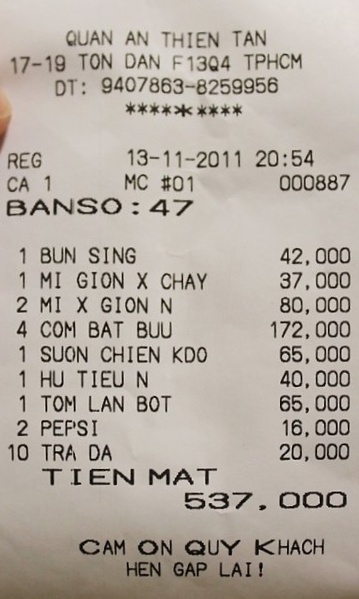 QUAN AN THIEN TAN
17-19 TON DAN F13Q4 TPHCM
DT: 9407863-8259956
*********
REG 13-11-2011 20:54
CA 1 MC #01 000887
BANSO:47
1 BUN SING 42,000
1 MI GION X CHAY 37,000
2 MI X GION N 80,000
4 COM BAT BUU 172,000
1 SUON CHIEN KDO 65,000
1 HU TIEU N 40,000
1 TOM LAN BOT 65,000
2 PEPSI 16,000
10 TRA DA 20,000
TIEN MAT
537,000
CAM ON QUY KHACH
HEN GAP LAI!